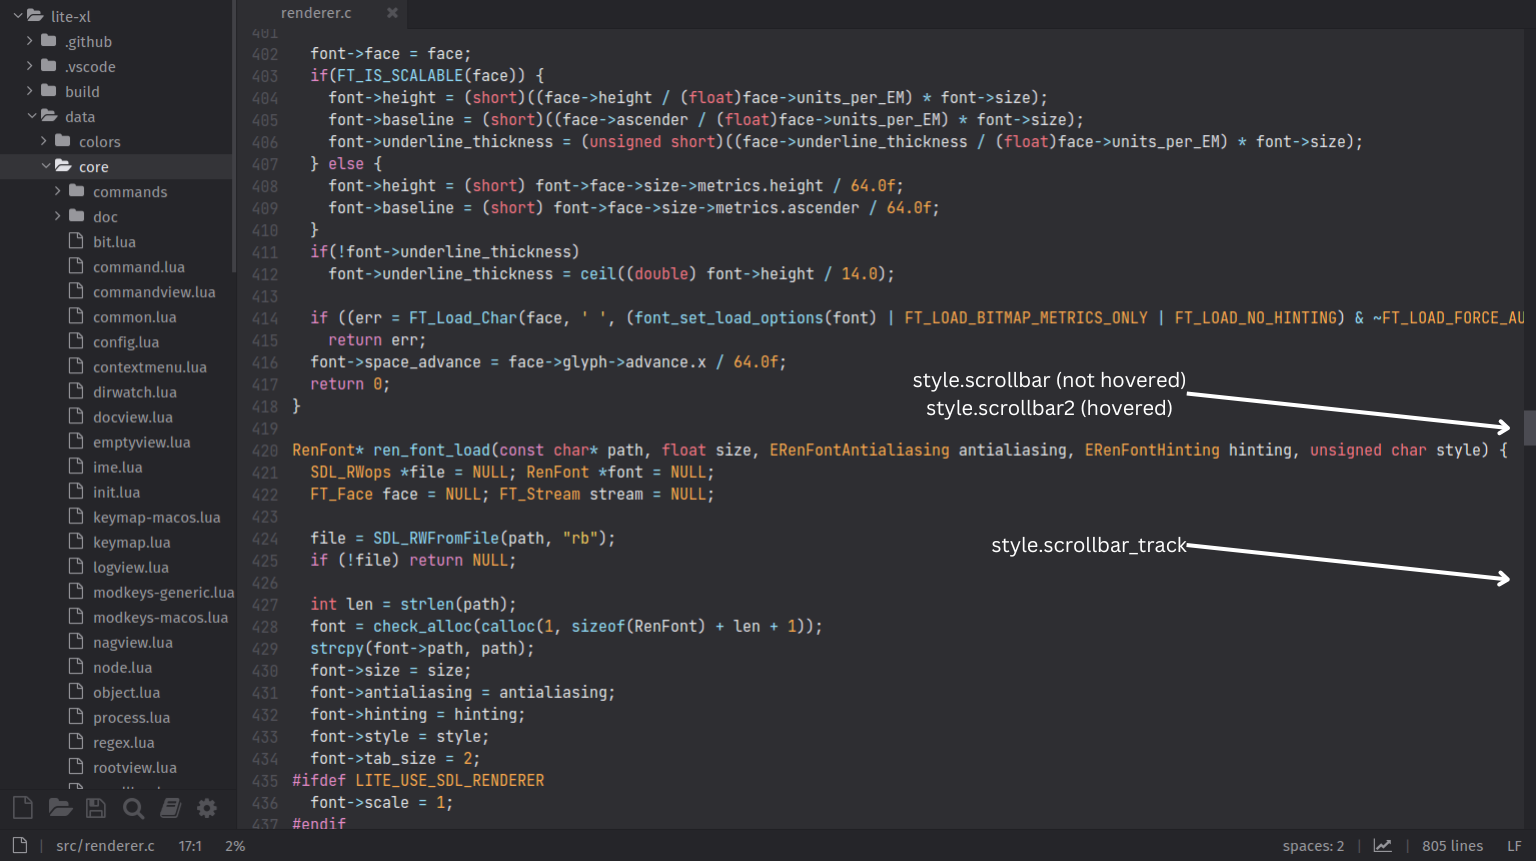 lite-xl
.github
.vscode
build
data
colors
core
commands
doc
bit.lua
command.lua
commandview.lua
common.lua
config.lua
contextmenu.lua
dirwatch.lua
docview.lua
emptyview.lua
ime.lua
init.lua
keymap-macos.lua
keymap.lua
logview.lua
modkeys-generic.lua
modkeys-macos.lua
nagview.lua
node.lua
object.lua
process.lua
regex.lua
rootview.lua
renderer.c
401
402 font->face = face;
403 if(FT_IS_SCALABLE(face)) {
404 font->height = (short)((face->height / (float)face->units_per_EM) * font->size);
405 font->baseline = (short)((face->ascender / (float)face->units_per_EM) * font->size);
406 font->underline_thickness = (unsigned short)((face->underline_thickness / (float)face->units_per_EM) * font->size);
407 } else {
408 font->height = (short) font->face->size->metrics.height / 64.0f;
409 font->baseline = (short) font->face->size->metrics.ascender / 64.0f;
410 }
411 if(!font->underline_thickness)
412 font->underline_thickness = ceil((double) font->height / 14.0);
413
414 if ((err = FT_Load_Char(face, ' ', (font_set_load_options(font) | FT_LOAD_BITMAP_METRICS_ONLY | FT_LOAD_NO_HINTING) & ~FT_LOAD_FORCE_AU
415 return err;
416 font->space_advance = face->glyph->advance.x / 64.0f;
417 return 0;
418 }
419
420 RenFont* ren_font_load(const char* path, float size, ERenFontAntialiasing antialiasing, ERenFontHinting hinting, unsigned char style) {
421 SDL_RWops *file = NULL; RenFont *font = NULL;
422 FT_Face face = NULL; FT_Stream stream = NULL;
423
424 file = SDL_RWFromFile(path, "rb");
425 if (!file) return NULL;
426
427 int len = strlen(path);
428 font = check_alloc(calloc(1, sizeof(RenFont) + len + 1));
429 strcpy(font->path, path);
430 font->size = size;
431 font->antialiasing = antialiasing;
432 font->hinting = hinting;
433 font->style = style;
434 font->tab_size = 2;
435 #ifdef LITE_USE_SDL_RENDERER
436 font->scale = 1;
437 #endif
style.scrollbar (not hovered)
style.scrollbar2 (hovered)
style.scrollbar_track
src/renderer.c 17:1 2% spaces: 2 805 lines LF